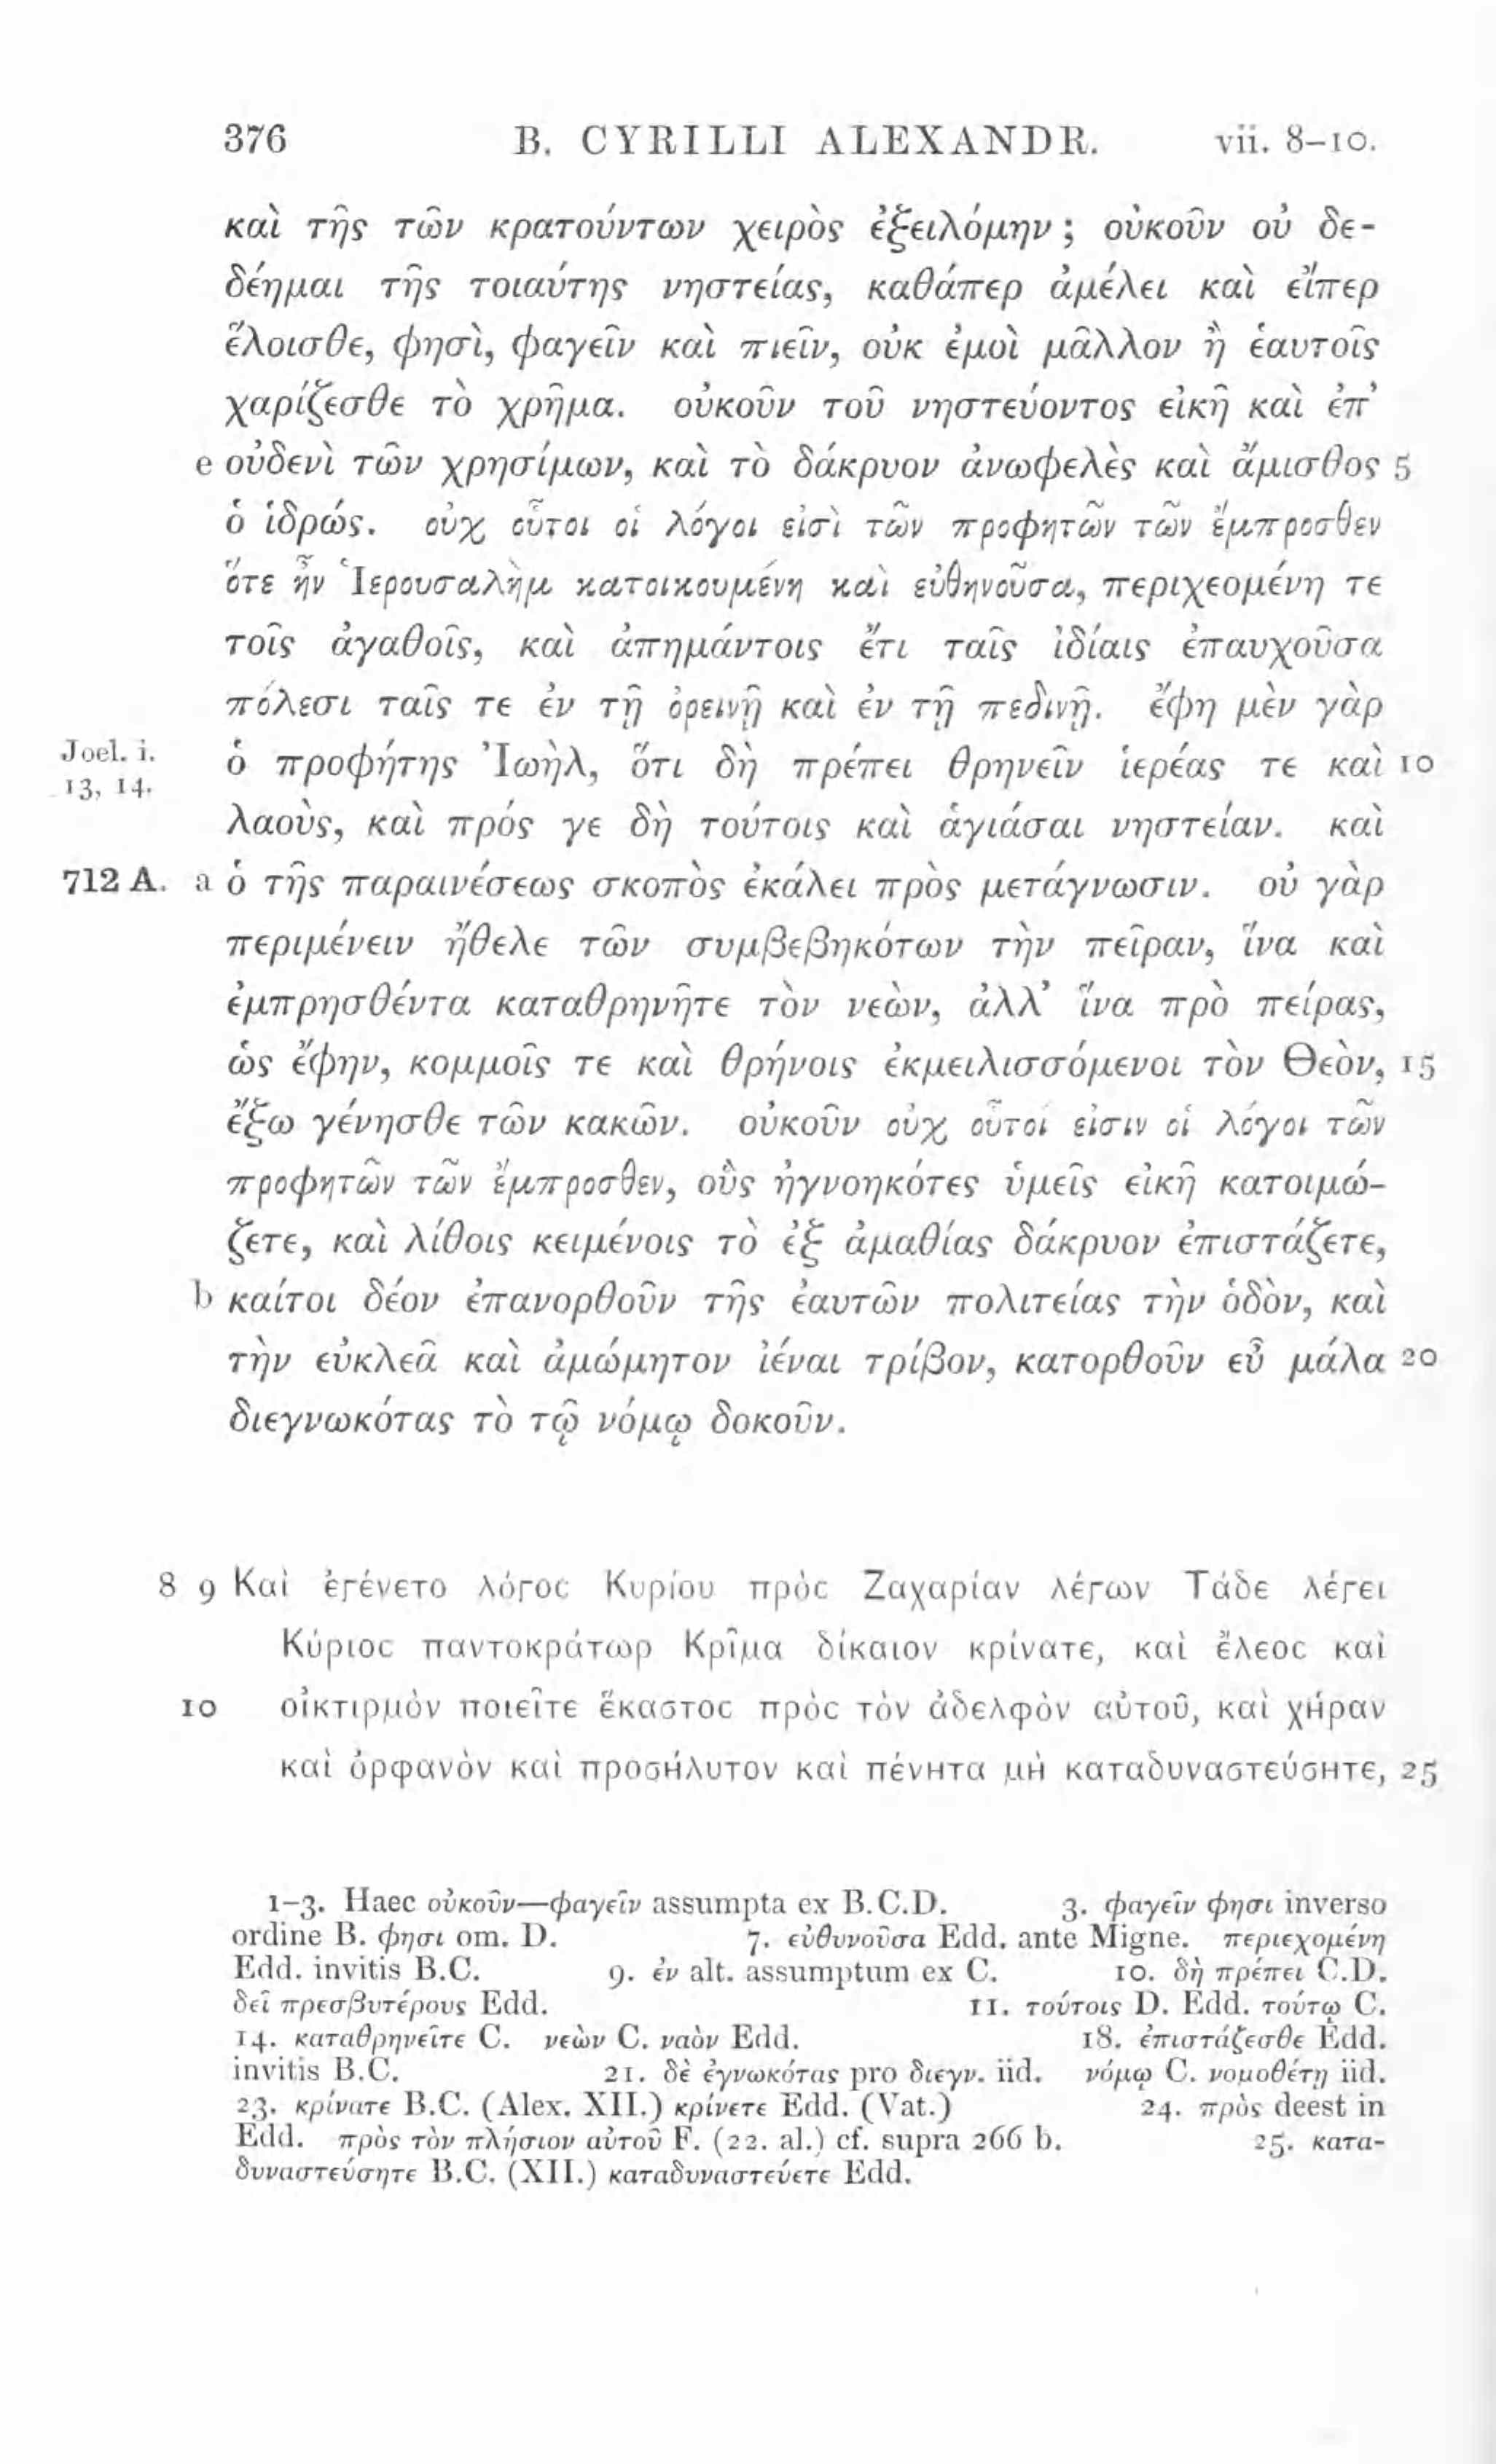 376 B. CYRILLI ALEXANDR. vii. 8–10.
καὶ τῆς τῶν κρατούντων χειρὸς ἐξειλόμην; οὐκοῦν οὐ δε-
δέημαι τῆς τοιαύτης νηστείας, καθάπερ ἀμέλει καὶ εἴπερ
ἕλοισθε, φησὶ, φαγεῖν καὶ πιεῖν, οὐκ ἐμοὶ μᾶλλον ἢ ἑαυτοῖς
χαρίζεσθε τὸ χρῆμα. οὐκοῦν τοῦ νηστεύοντος εἰκῆ καὶ ἐπ’
e οὐδενὶ τῶν χρησίμων, καὶ τὸ δάκρυον ἀνωφελὲς καὶ ἄμισθος 5
ὁ ἱδρώς. οὐχ οὗτοι οἱ λόγοι εἰσὶ τῶν προφητῶν τῶν ἔμπροσθεν
ὅτε ἦν Ἱερουσαλὴμ κατοικουμένη καὶ εὐθηνοῦσα, περιχεομένη τε
τοῖς ἀγαθοῖς, καὶ ἀπημάντοις ἔτι ταῖς ἰδίαις ἐπαυχοῦσα
πόλεσι ταῖς τε ἐν τῇ ὀρεινῇ καὶ ἐν τῇ πεδινῇ. ἔφη μὲν γὰρ
Joel. i. 13, 14. ὁ προφήτης Ἰωὴλ, ὅτι δὴ πρέπει θρηνεῖν ἱερέας τε καὶ 10
λαοὺς, καὶ πρός γε δὴ τούτοις καὶ ἁγιάσαι νηστείαν. καὶ
712 A. a ὁ τῆς παραινέσεως σκοπὸς ἐκάλει πρὸς μετάγνωσιν. οὐ γὰρ
περιμένειν ἤθελε τῶν συμβεβηκότων τὴν πεῖραν, ἵνα καὶ
ἐμπρησθέντα καταθρηνῆτε τὸν νεὼν, ἀλλ’ ἵνα πρὸ πείρας,
ὡς ἔφην, κομμοῖς τε καὶ θρήνοις ἐκμειλισσόμενοι τὸν Θεὸν, 15
ἔξω γένησθε τῶν κακῶν. οὐκοῦν οὐχ οὗτοί εἰσιν οἱ λόγοι τῶν
προφητῶν τῶν ἔμπροσθεν, οὓς ἠγνοηκότες ὑμεῖς εἰκῆ κατοιμώ-
ζετε, καὶ λίθοις κειμένοις τὸ ἐξ ἀμαθίας δάκρυον ἐπιστάζετε,
b καίτοι δέον ἐπανορθοῦν τῆς ἑαυτῶν πολιτείας τὴν ὁδὸν, καὶ
τὴν εὐκλεᾶ καὶ ἀμώμητον ἰέναι τρίβον, κατορθοῦν εὖ μάλα 20
διεγνωκότας τὸ τῷ νόμῳ δοκοῦν.
8 9 Καὶ ἐγένετο λόγος Κυρίου πρὸς Ζαχαρίαν λέγων Τάδε λέγει
Κύριος παντοκράτωρ Κρῖμα δίκαιον κρίνατε, καὶ ἔλεος καὶ
10 οἰκτιρμὸν ποιεῖτε ἕκαστος πρὸς τὸν ἀδελφὸν αὐτοῦ, καὶ χήραν
καὶ ὀρφανὸν καὶ προσήλυτον καὶ πένητα μὴ καταδυναστεύσητε, 25
1–3. Haec οὐκοῦν—φαγεῖν assumpta ex B.C.D. 3. φαγεῖν φησι inverso
ordine B. φησι om. D. 7. εὐθυνοῦσα Edd. ante Migne. περιεχομένη
Edd. invitis B.C. 9. ἐν alt. assumptum ex C. 10. δὴ πρέπει C.D.
δεῖ πρεσβυτέρους Edd. 11. τούτοις D. Edd. τούτῳ C.
14. καταθρηνεῖτε C. νεὼν C. ναὸν Edd. 18. ἐπιστάζεσθε Edd.
invitis B.C. 21. δὲ ἐγνωκότας pro διεγν. iid. νόμῳ C. νομοθέτῃ iid.
23. κρίνατε B.C. (Alex. XII.) κρίνετε Edd. (Vat.) 24. πρὸς deest in
Edd. πρὸς τὸν πλήσιον αὐτοῦ F. (22. al.) cf. supra 266 b. 25. κατα-
δυναστεύσητε B.C. (XII.) καταδυναστεύετε Edd.